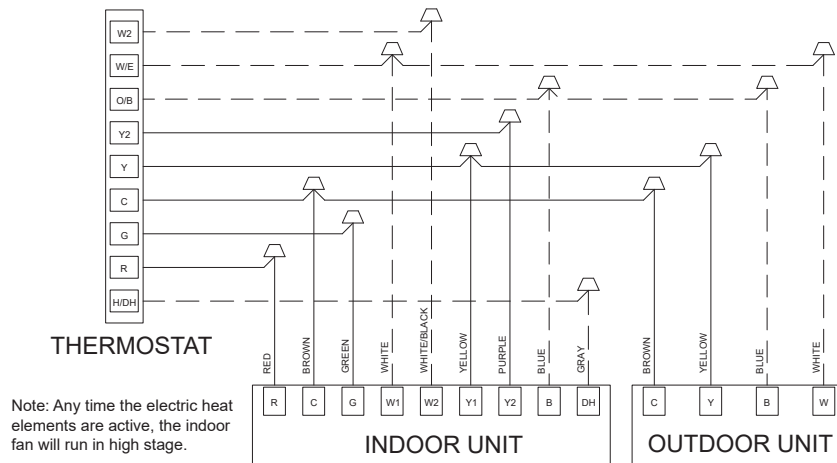 W2
W/E
O/B
Y2
Y
C
G
R
H/DH
THERMOSTAT
RED
BROWN
GREEN
WHITE
WHITE/BLACK
YELLOW
PURPLE
BLUE
GRAY
BROWN
YELLOW
BLUE
WHITE
R C G W1 W2 Y1 Y2 B DH
C Y B W
INDOOR UNIT
OUTDOOR UNIT
Note: Any time the electric heat
elements are active, the indoor
fan will run in high stage.